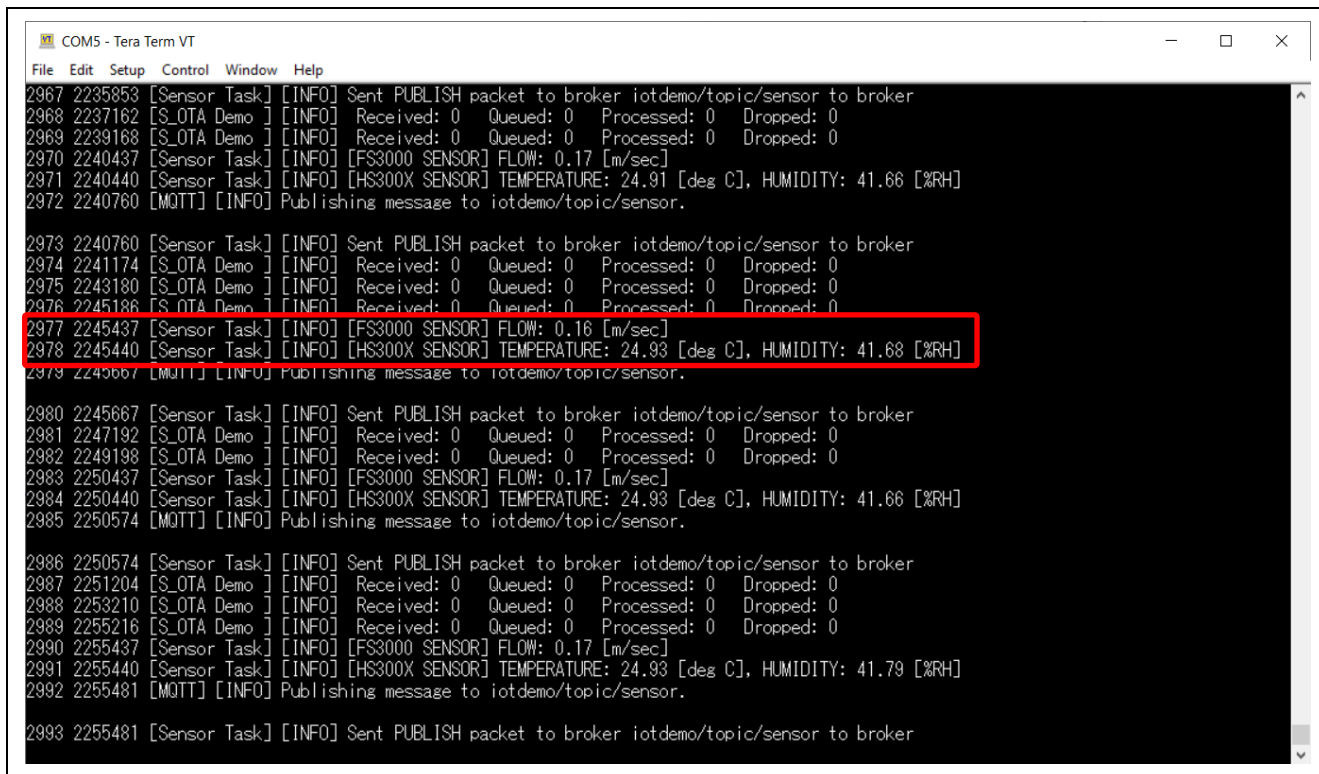 COM5 - Tera Term VT
File Edit Setup Control Window Help
2967 2235853 [Sensor Task] [INFO] Sent PUBLISH packet to broker iotdemo/topic/sensor to broker
2968 2237162 [S_OTA Demo ] [INFO] Received: 0 Queued: 0 Processed: 0 Dropped: 0
2969 2239168 [S_OTA Demo ] [INFO] Received: 0 Queued: 0 Processed: 0 Dropped: 0
2970 2240437 [Sensor Task] [INFO] [FS3000 SENSOR] FLOW: 0.17 [m/sec]
2971 2240440 [Sensor Task] [INFO] [HS300X SENSOR] TEMPERATURE: 24.91 [deg C], HUMIDITY: 41.66 [%RH]
2972 2240760 [MQTT] [INFO] Publishing message to iotdemo/topic/sensor.
2973 2240760 [Sensor Task] [INFO] Sent PUBLISH packet to broker iotdemo/topic/sensor to broker
2974 2241174 [S_OTA Demo ] [INFO] Received: 0 Queued: 0 Processed: 0 Dropped: 0
2975 2243180 [S_OTA Demo ] [INFO] Received: 0 Queued: 0 Processed: 0 Dropped: 0
2976 2245186 [S_OTA Demo ] [INFO] Received: 0 Queued: 0 Processed: 0 Dropped: 0
2977 2245437 [Sensor Task] [INFO] [FS3000 SENSOR] FLOW: 0.16 [m/sec]
2978 2245440 [Sensor Task] [INFO] [HS300X SENSOR] TEMPERATURE: 24.93 [deg C], HUMIDITY: 41.68 [%RH]
2979 2245667 [MQTT] [INFO] Publishing message to iotdemo/topic/sensor.
2980 2245667 [Sensor Task] [INFO] Sent PUBLISH packet to broker iotdemo/topic/sensor to broker
2981 2247192 [S_OTA Demo ] [INFO] Received: 0 Queued: 0 Processed: 0 Dropped: 0
2982 2249198 [S_OTA Demo ] [INFO] Received: 0 Queued: 0 Processed: 0 Dropped: 0
2983 2250437 [Sensor Task] [INFO] [FS3000 SENSOR] FLOW: 0.17 [m/sec]
2984 2250440 [Sensor Task] [INFO] [HS300X SENSOR] TEMPERATURE: 24.93 [deg C], HUMIDITY: 41.66 [%RH]
2985 2250574 [MQTT] [INFO] Publishing message to iotdemo/topic/sensor.
2986 2250574 [Sensor Task] [INFO] Sent PUBLISH packet to broker iotdemo/topic/sensor to broker
2987 2251204 [S_OTA Demo ] [INFO] Received: 0 Queued: 0 Processed: 0 Dropped: 0
2988 2253210 [S_OTA Demo ] [INFO] Received: 0 Queued: 0 Processed: 0 Dropped: 0
2989 2255216 [S_OTA Demo ] [INFO] Received: 0 Queued: 0 Processed: 0 Dropped: 0
2990 2255437 [Sensor Task] [INFO] [FS3000 SENSOR] FLOW: 0.17 [m/sec]
2991 2255440 [Sensor Task] [INFO] [HS300X SENSOR] TEMPERATURE: 24.93 [deg C], HUMIDITY: 41.79 [%RH]
2992 2255481 [MQTT] [INFO] Publishing message to iotdemo/topic/sensor.
2993 2255481 [Sensor Task] [INFO] Sent PUBLISH packet to broker iotdemo/topic/sensor to broker